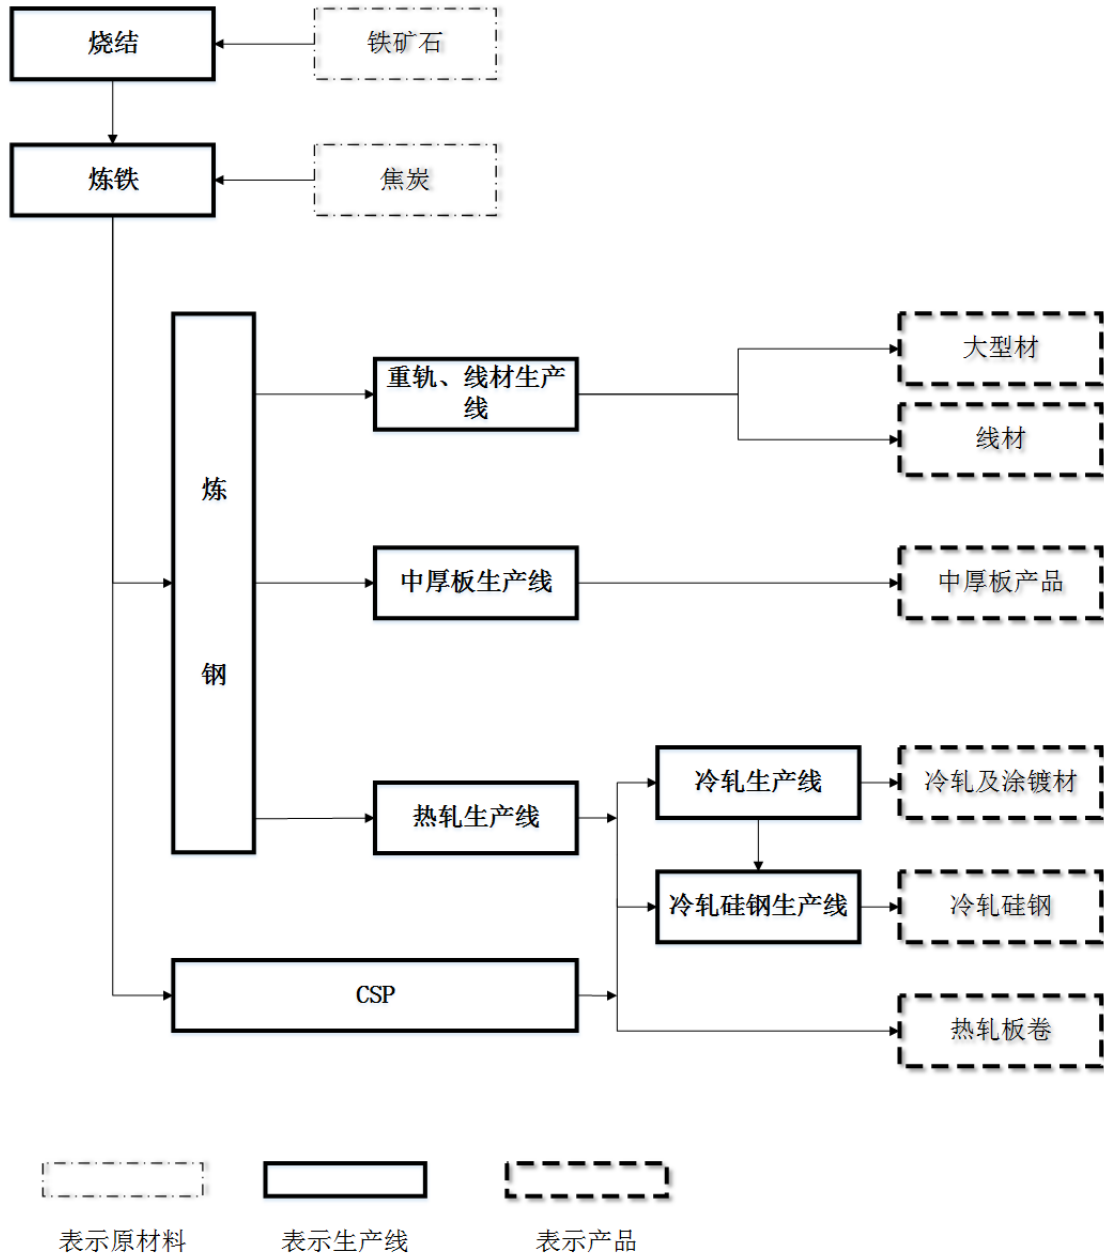 烧结
铁矿石
炼铁
焦炭
炼
钢
重轨、线材生产
线
大型材
线材
中厚板生产线
中厚板产品
热轧生产线
冷轧生产线
冷轧及涂镀材
冷轧硅钢生产线
冷轧硅钢
CSP
热轧板卷
表示原材料
表示生产线
表示产品